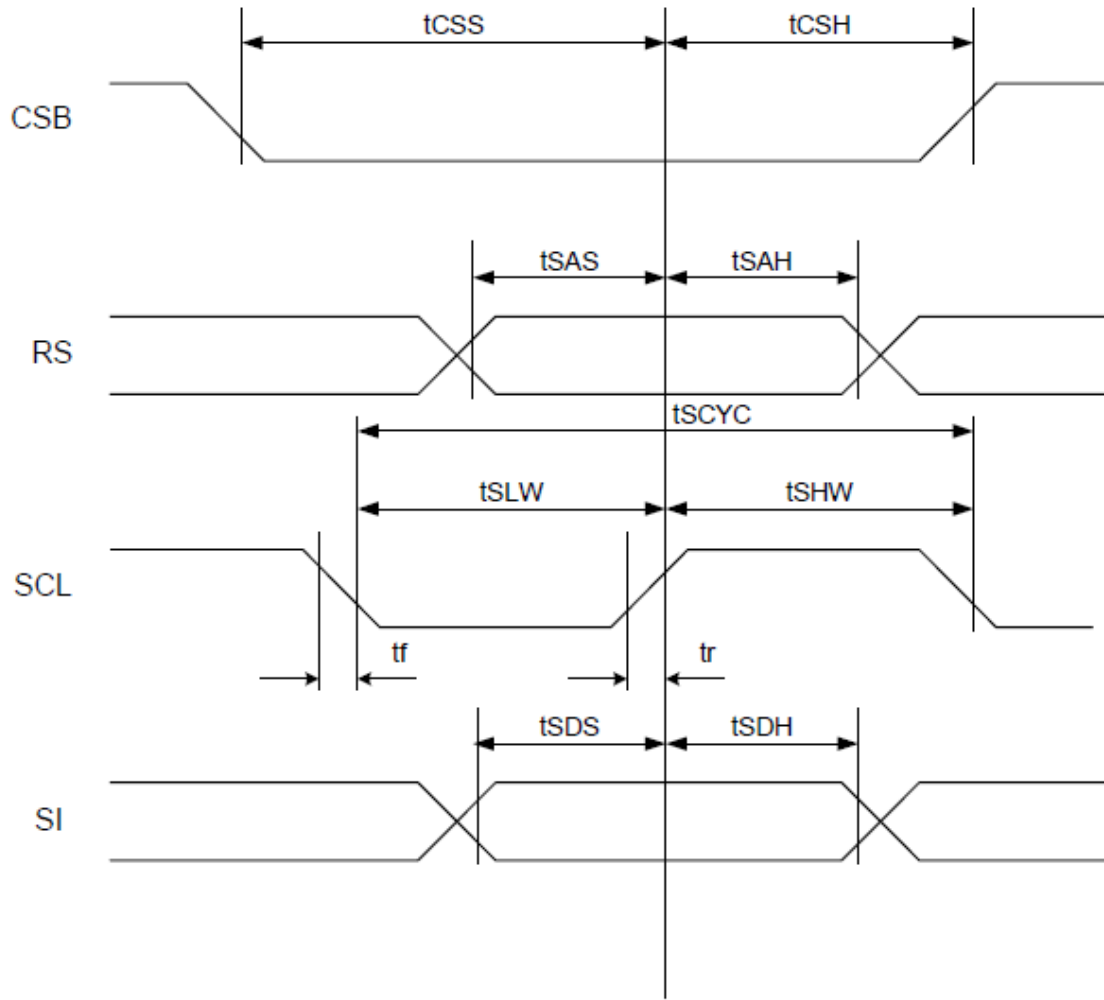 tCSS tCSH
CSB
tSAS tSAH
RS
tSCYC
tSLW tSHW
SCL
tf tr
tSDS tSDH
SI